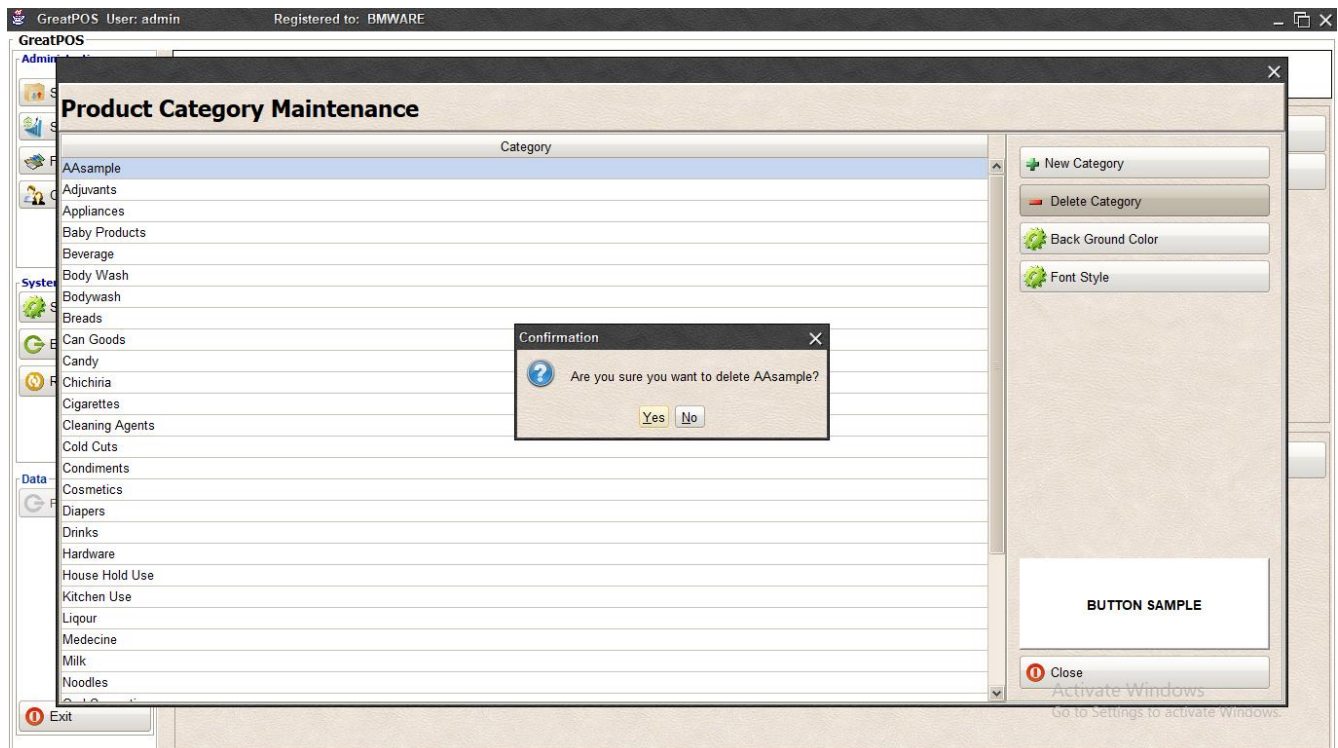 GreatPOS User: admin Registered to: BMWARE
GreatPOS
Product Category Maintenance
Category
AAsample
Adjuvants
Appliances
Baby Products
Beverage
Body Wash
Bodywash
Breads
Can Goods
Candy
Chichiria
Cigarettes
Cleaning Agents
Cold Cuts
Condiments
Cosmetics
Diapers
Drinks
Hardware
House Hold Use
Kitchen Use
Liqour
Medecine
Milk
Noodles
New Category
Delete Category
Back Ground Color
Font Style
Confirmation
Are you sure you want to delete AAsample?
Yes No
BUTTON SAMPLE
Close
Data
Exit
Activate Windows
Go to Settings to activate Windows.